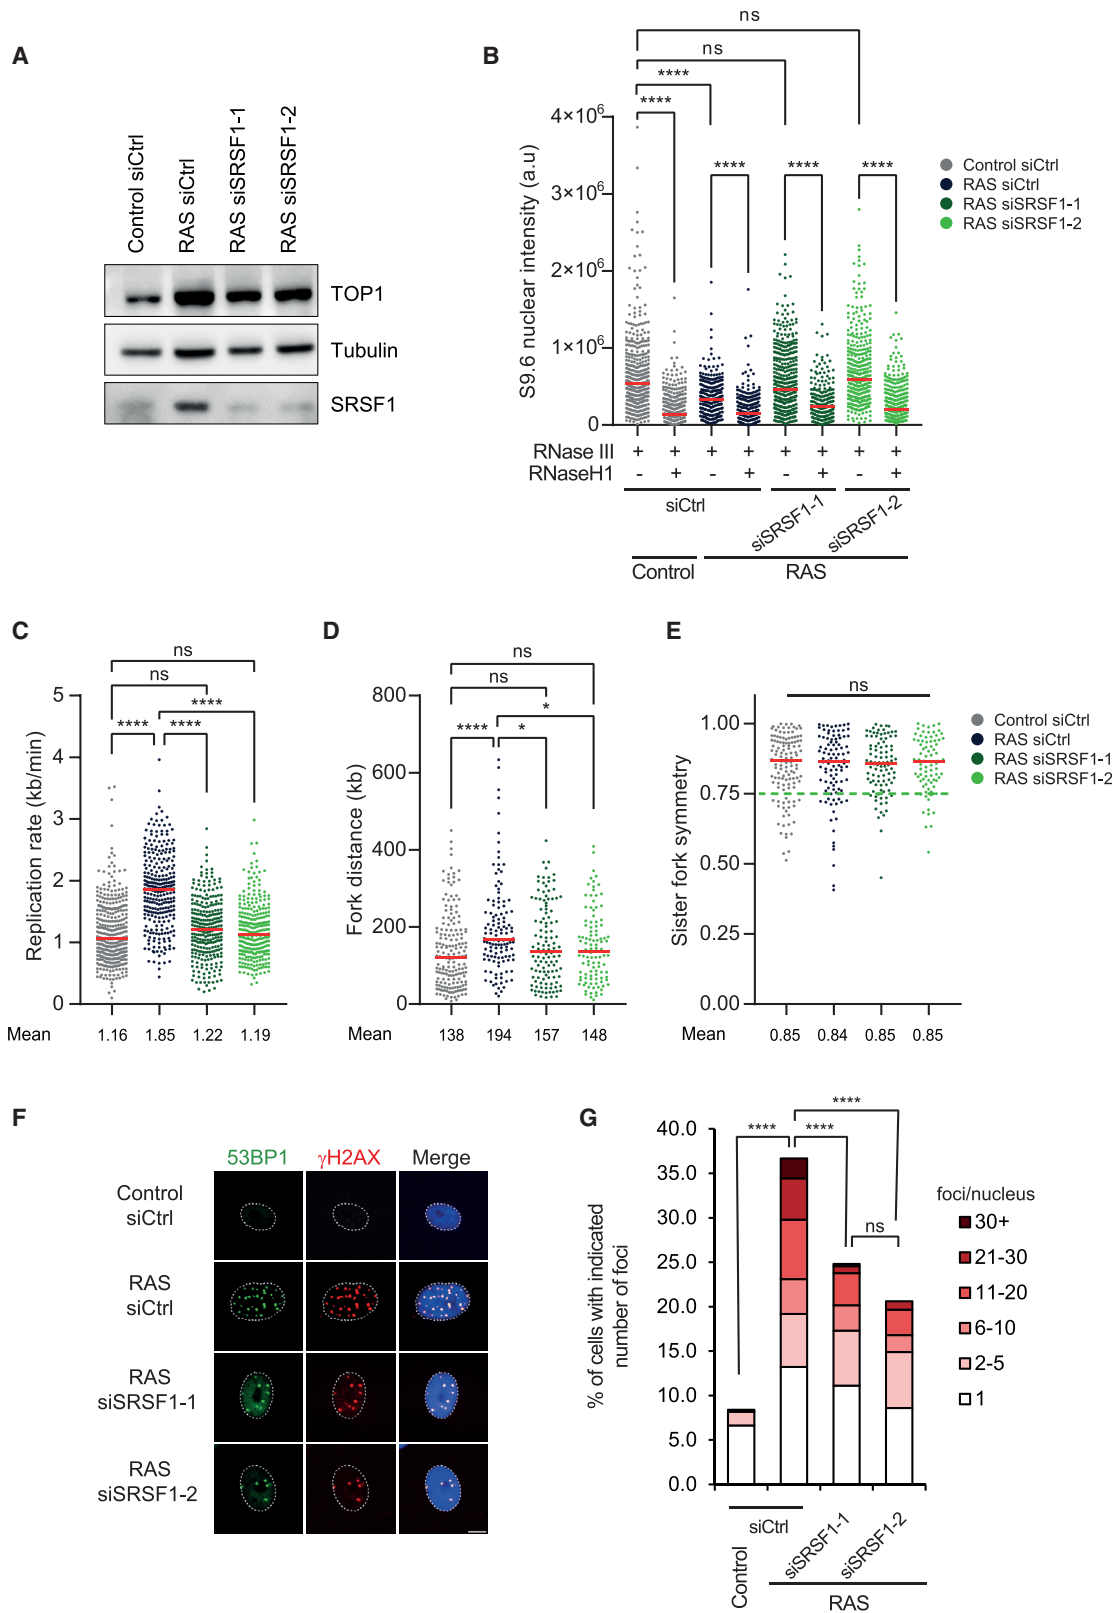 A
Control siCtrl
RAS siCtrl
RAS siSRSF1-1
RAS siSRSF1-2
TOP1
Tubulin
SRSF1
B
ns
ns
****
****
****
****
****
4×10⁶
3×10⁶
2×10⁶
1×10⁶
0
S9.6 nuclear intensity (a.u)
Control siCtrl
RAS siCtrl
RAS siSRSF1-1
RAS siSRSF1-2
RNase III + + + + + + + +
RNaseH1 - + - + - + - +
siCtrl
siSRSF1-1
siSRSF1-2
Control
RAS
C
ns
ns
****
****
****
5
4
3
2
1
0
Replication rate (kb/min)
Mean 1.16 1.85 1.22 1.19
D
ns
ns
*
****
*
800
600
400
200
0
Fork distance (kb)
138 194 157 148
Mean
E
ns
1.00
0.75
0.50
0.25
0.00
Sister fork symmetry
Mean 0.85 0.84 0.85 0.85
Control siCtrl
RAS siCtrl
RAS siSRSF1-1
RAS siSRSF1-2
F
53BP1 γH2AX Merge
Control
siCtrl
RAS
siCtrl
RAS
siSRSF1-1
RAS
siSRSF1-2
G
****
****
****
ns
40.0
35.0
30.0
25.0
20.0
15.0
10.0
5.0
0.0
% of cells with indicated
number of foci
foci/nucleus
30+
21-30
11-20
6-10
2-5
1
siCtrl
siSRSF1-1
siSRSF1-2
Control
RAS